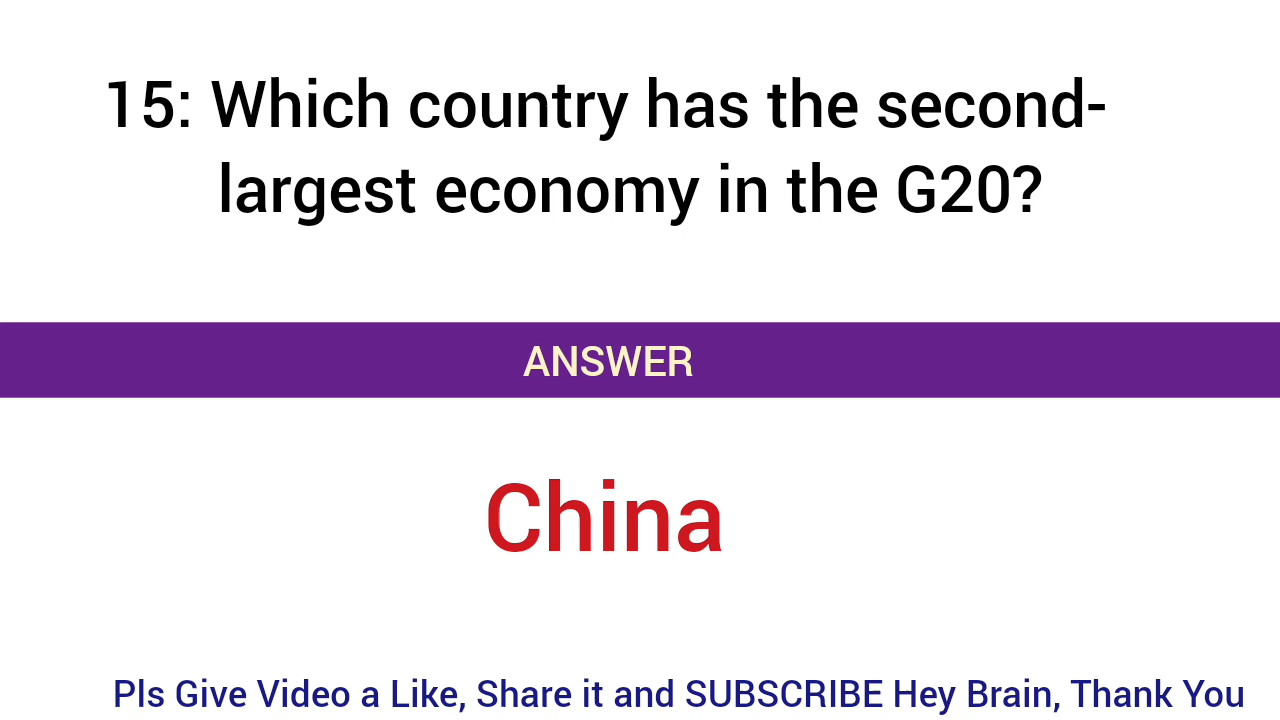 15: Which country has the second-
largest economy in the G20?
ANSWER
China
Pls Give Video a Like, Share it and SUBSCRIBE Hey Brain, Thank You